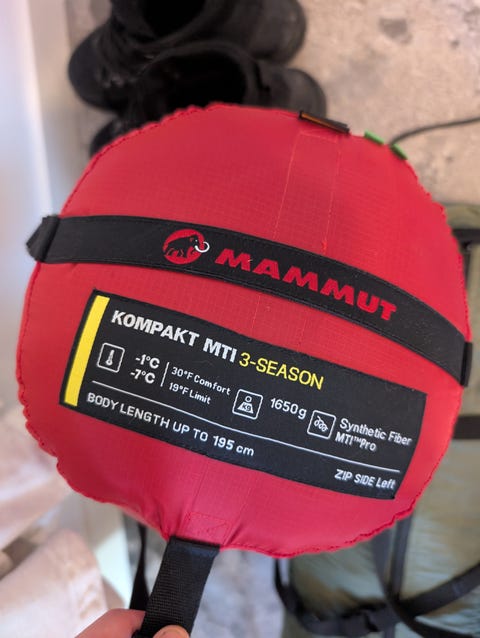 MAMMUT
KOMPAKT MTI 3-SEASON
-1°C 30°F Comfort
-7°C 19°F Limit
1650g
Synthetic Fiber
MTI™Pro
BODY LENGTH UP TO 195 cm
ZIP SIDE Left